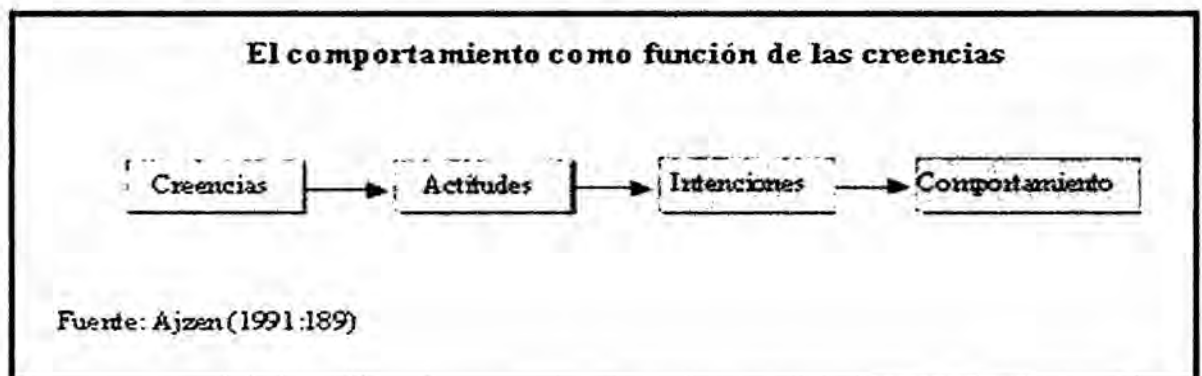 El comportamiento como función de las creencias
Creencias Actitudes Intenciones Comportamiento
Fuente: Ajzen (1991:189)